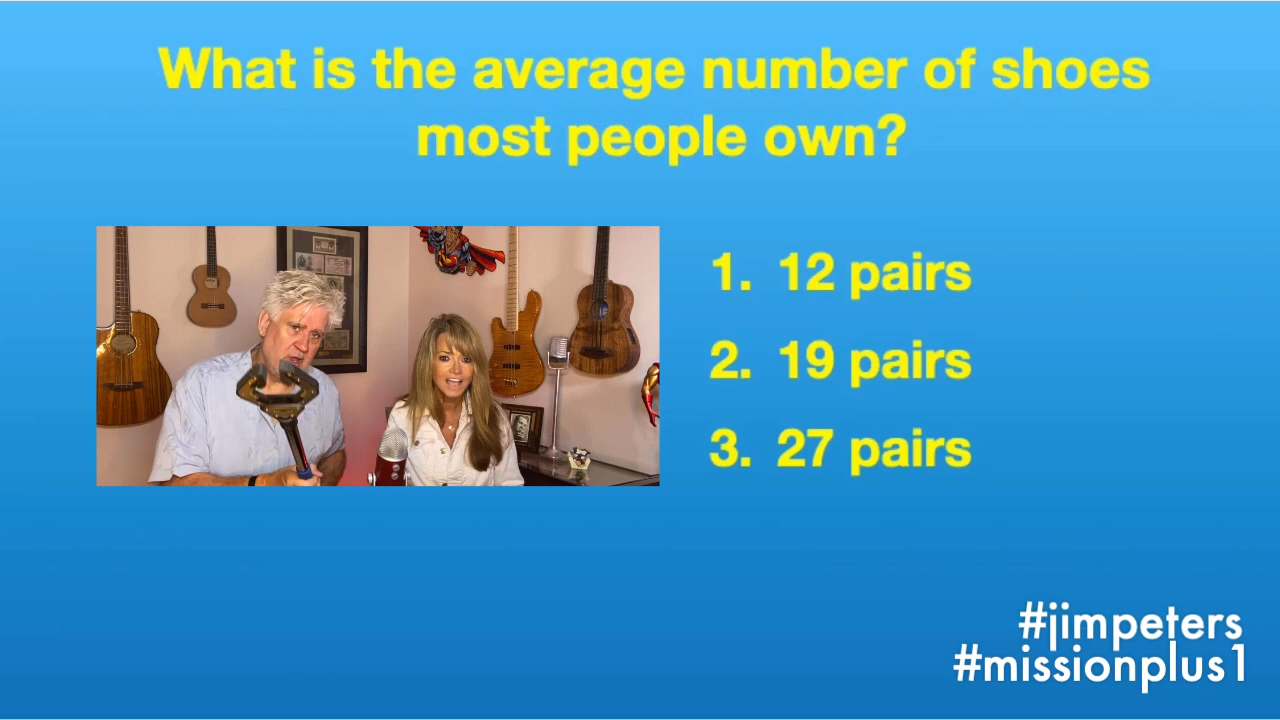 What is the average number of shoes
most people own?
1. 12 pairs
2. 19 pairs
3. 27 pairs
#jimpeters
#missionplus1